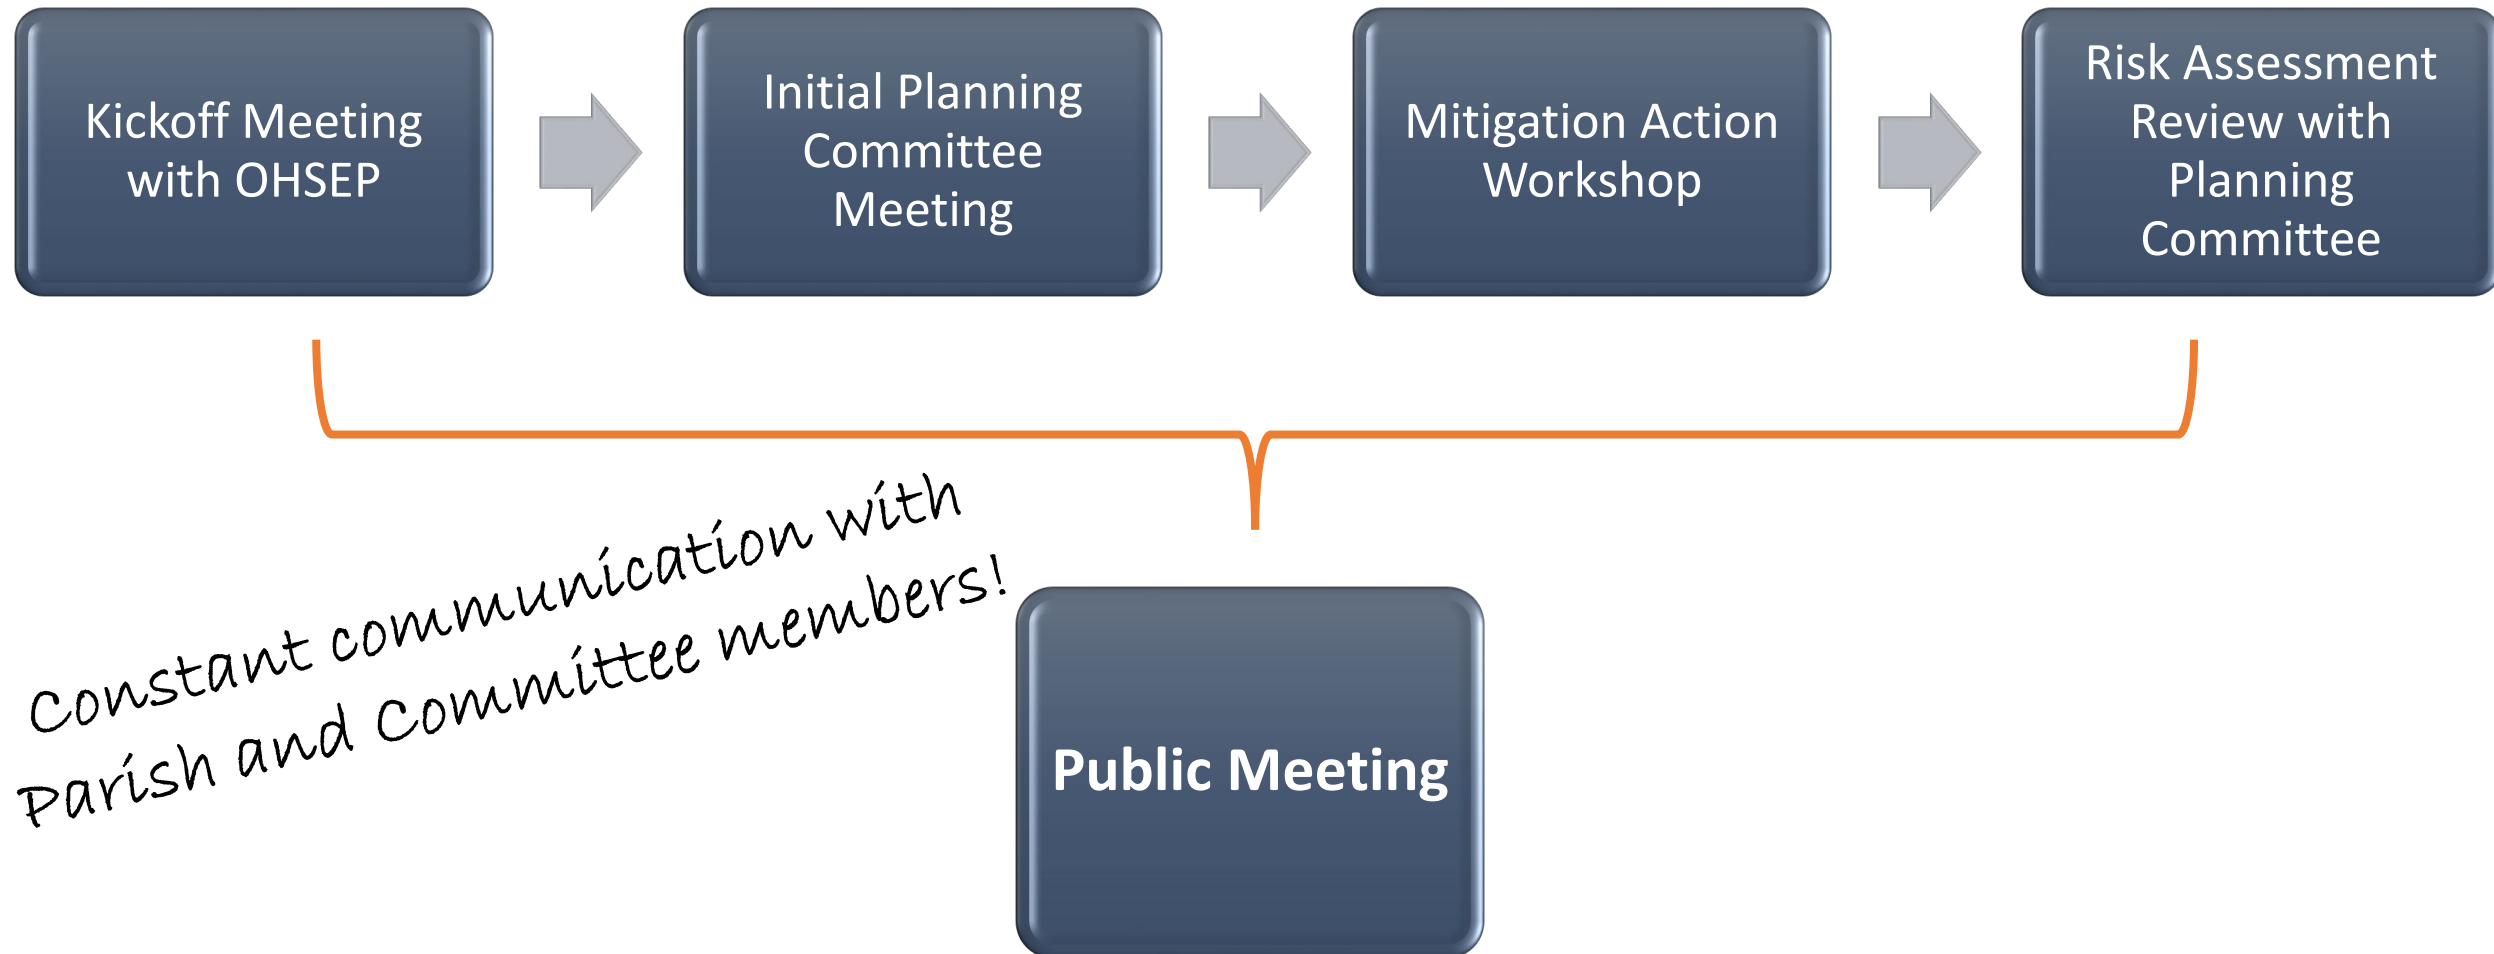 Kickoff Meeting
with OHSEP
Initial Planning
Committee
Meeting
Mitigation Action
Workshop
Risk Assessment
Review with
Planning
Committee
Constant communication with
Parish and Committee members!
Public Meeting